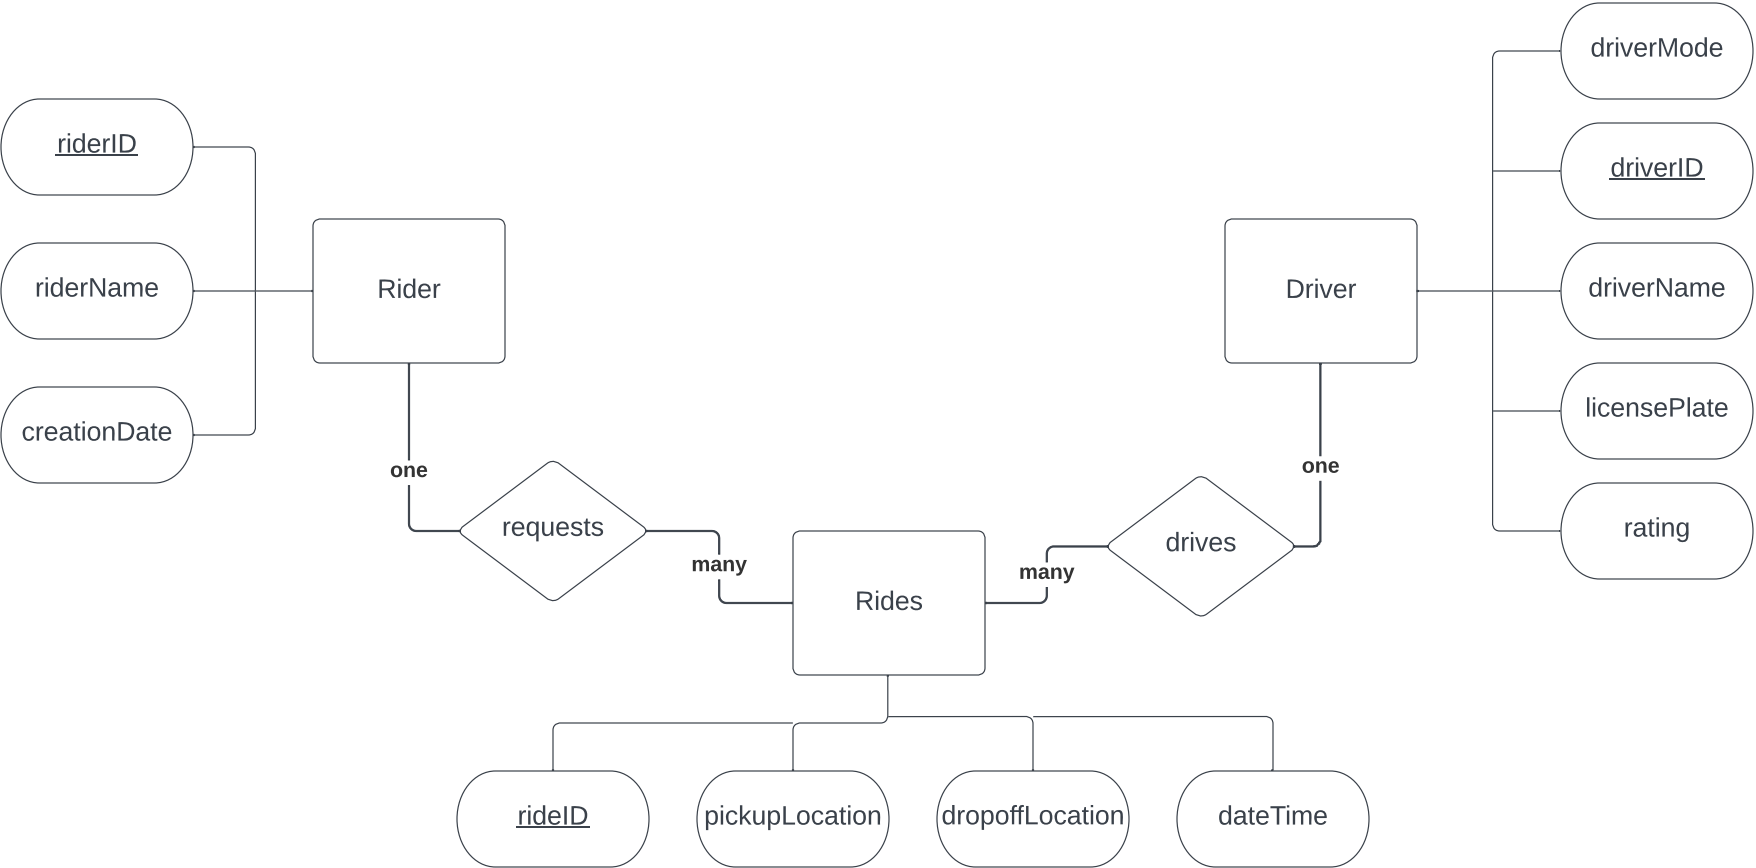 driverMode
riderID
driverID
riderName
Rider
Driver
driverName
creationDate
licensePlate
one
one
requests
drives
rating
many
many
Rides
rideID
pickupLocation
dropoffLocation
dateTime